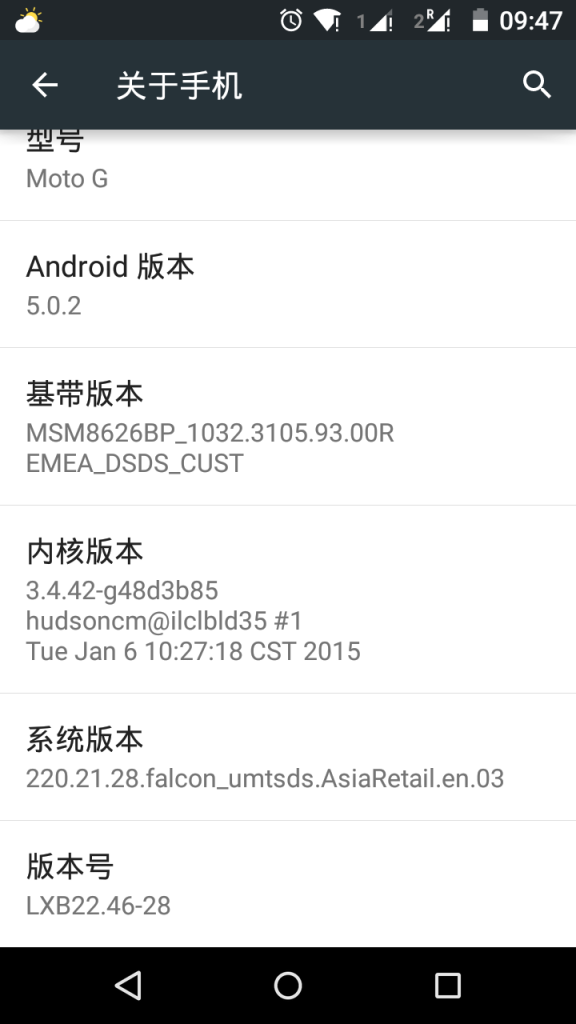 09:47
1
2
R
关于手机
型号
Moto G
Android 版本
5.0.2
基带版本
MSM8626BP_1032.3105.93.00R
EMEA_DSDS_CUST
内核版本
3.4.42-g48d3b85
hudsoncm@ilclbld35 #1
Tue Jan 6 10:27:18 CST 2015
系统版本
220.21.28.falcon_umtsds.AsiaRetail.en.03
版本号
LXB22.46-28